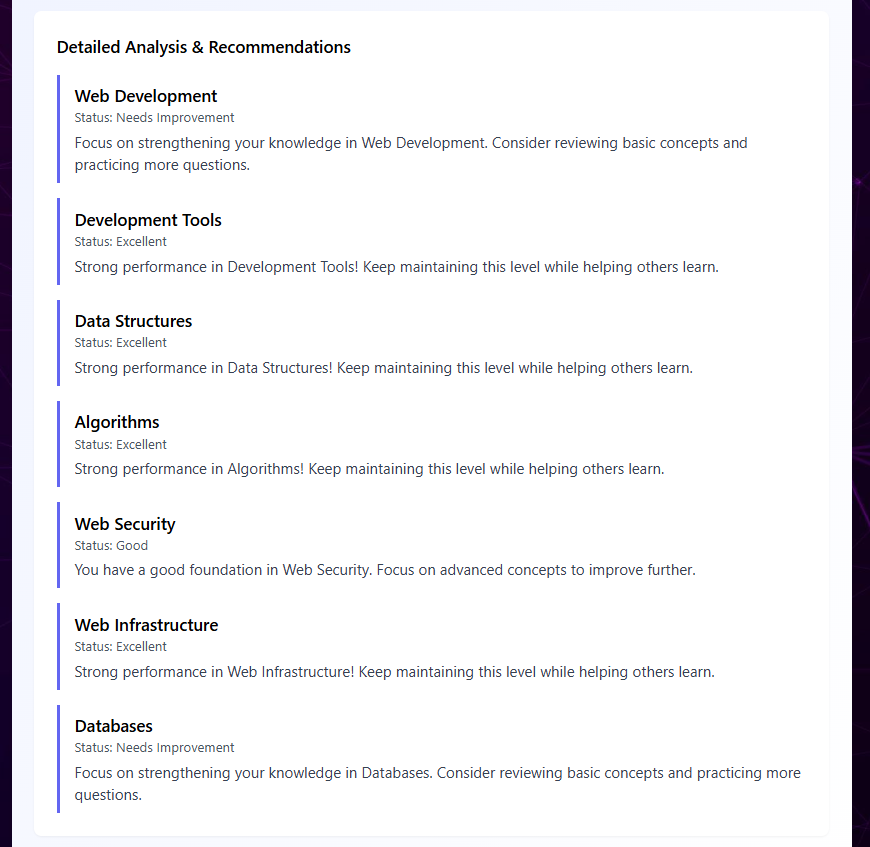 Detailed Analysis & Recommendations
Web Development
Status: Needs Improvement
Focus on strengthening your knowledge in Web Development. Consider reviewing basic concepts and
practicing more questions.
Development Tools
Status: Excellent
Strong performance in Development Tools! Keep maintaining this level while helping others learn.
Data Structures
Status: Excellent
Strong performance in Data Structures! Keep maintaining this level while helping others learn.
Algorithms
Status: Excellent
Strong performance in Algorithms! Keep maintaining this level while helping others learn.
Web Security
Status: Good
You have a good foundation in Web Security. Focus on advanced concepts to improve further.
Web Infrastructure
Status: Excellent
Strong performance in Web Infrastructure! Keep maintaining this level while helping others learn.
Databases
Status: Needs Improvement
Focus on strengthening your knowledge in Databases. Consider reviewing basic concepts and practicing more
questions.